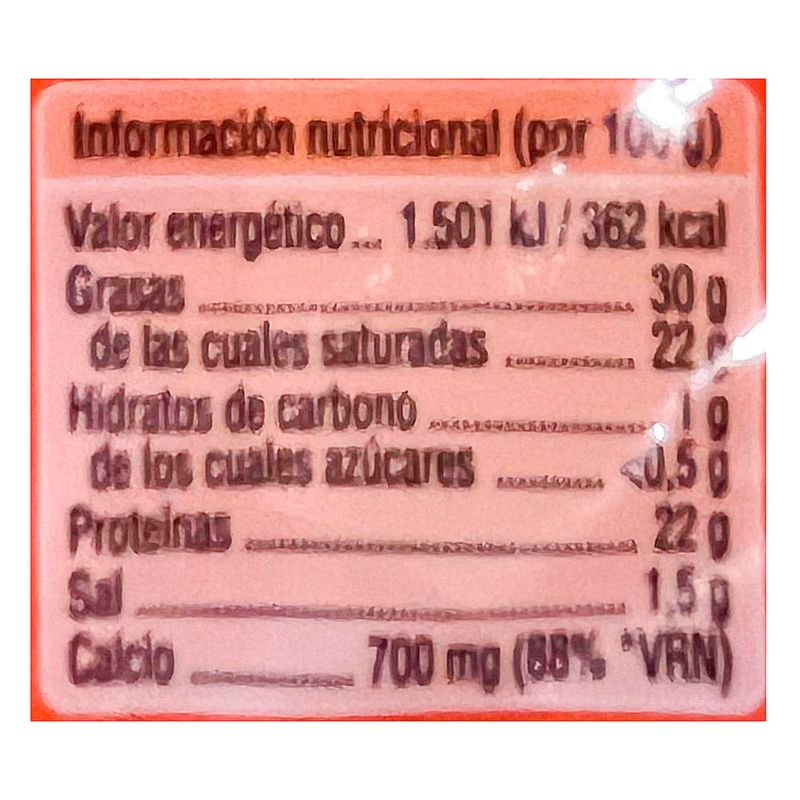 Información nutricional (por 100 g)
Valor energético ... 1.501 kJ / 362 kcal
Grasas 30 g
de las cuales saturadas 22 g
Hidratos de carbono 1 g
de los cuales azúcares <0,5 g
Proteínas 22 g
Sal 1,5 g
Calcio 700 mg (88% *VRN)